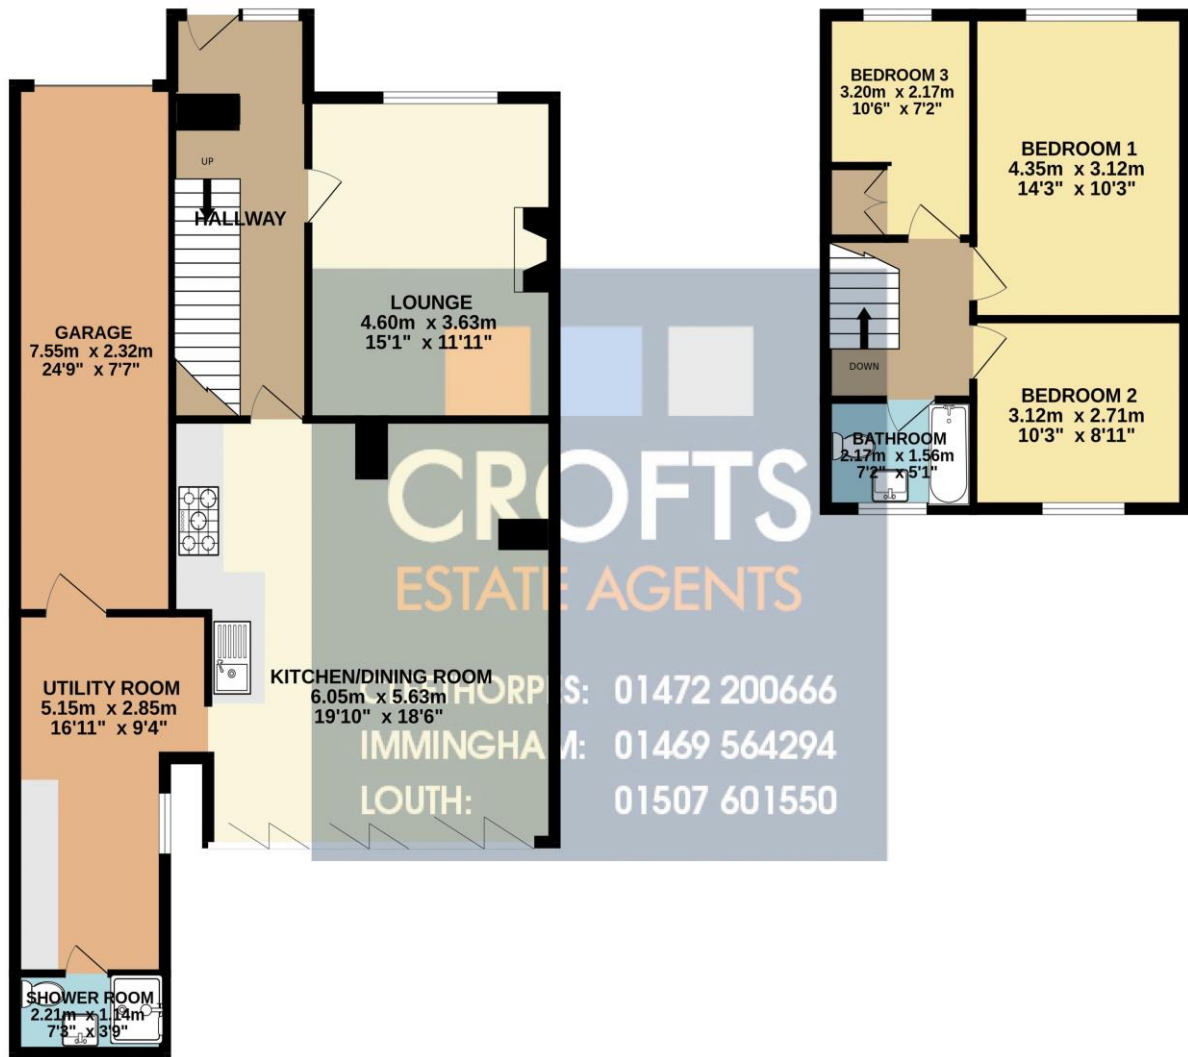 UP
HALLWAY
LOUNGE
4.60m x 3.63m
15'1" x 11'11"
GARAGE
7.55m x 2.32m
24'9" x 7'7"
KITCHEN/DINING ROOM
6.05m x 5.63m
19'10" x 18'6"
UTILITY ROOM
5.15m x 2.85m
16'11" x 9'4"
SHOWER ROOM
2.21m x 1.14m
7'3" x 3'9"
BEDROOM 3
3.20m x 2.17m
10'6" x 7'2"
BEDROOM 1
4.35m x 3.12m
14'3" x 10'3"
DOWN
BEDROOM 2
3.12m x 2.71m
10'3" x 8'11"
BATHROOM
2.17m x 1.56m
7'2" x 5'1"
CROFTS
ESTATE AGENTS
CLEETHORPES: 01472 200666
IMMINGHAM: 01469 564294
LOUTH: 01507 601550